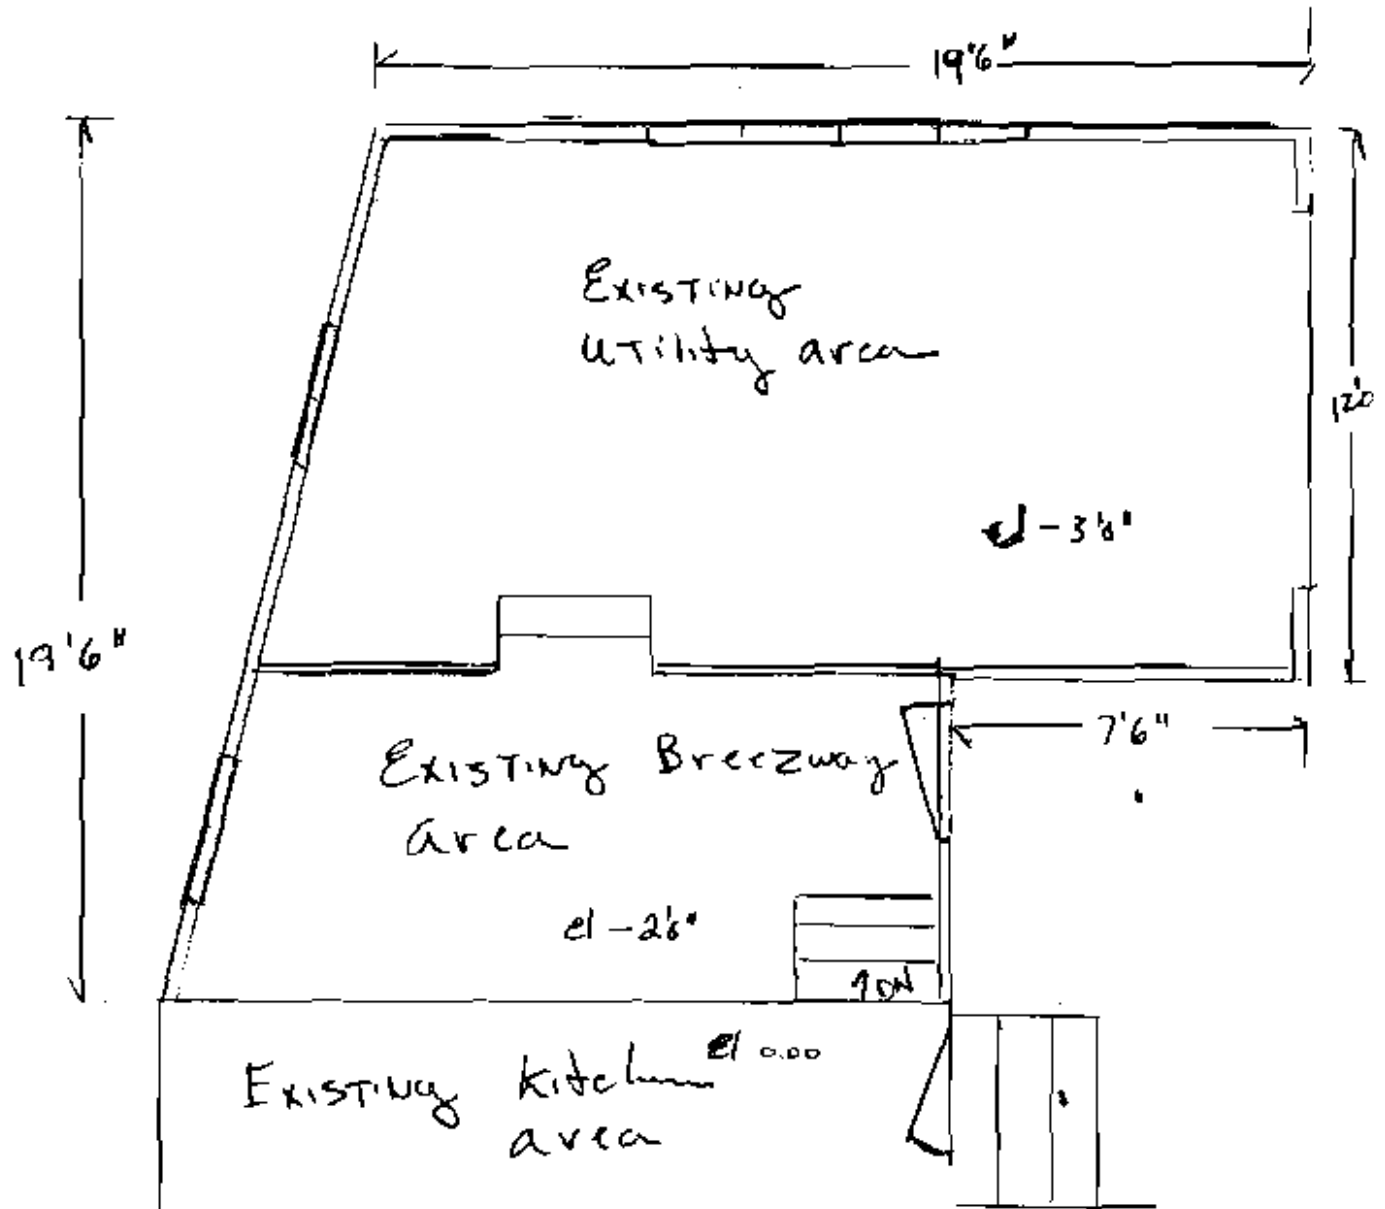 19'6"
Existing
Utility area
12'0
el -3'6"
19'6"
7'6"
Existing Breezway
area
el -2'6"
DN
el 0.00
Existing Kitchen
area